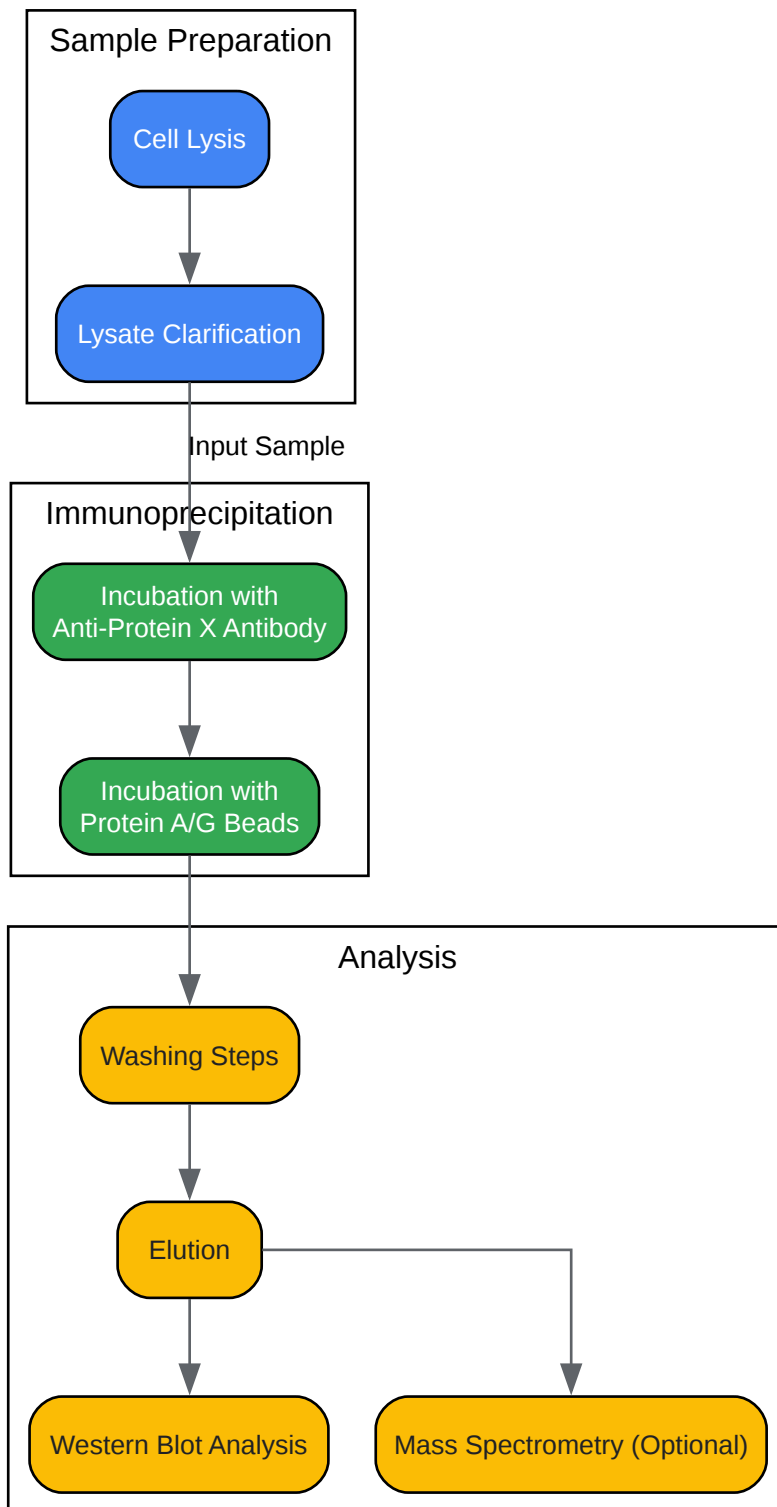 Sample Preparation
Cell Lysis
Lysate Clarification
Input Sample
Immunoprecipitation
Incubation with
Anti-Protein X Antibody
Incubation with
Protein A/G Beads
Analysis
Washing Steps
Elution
Western Blot Analysis
Mass Spectrometry (Optional)